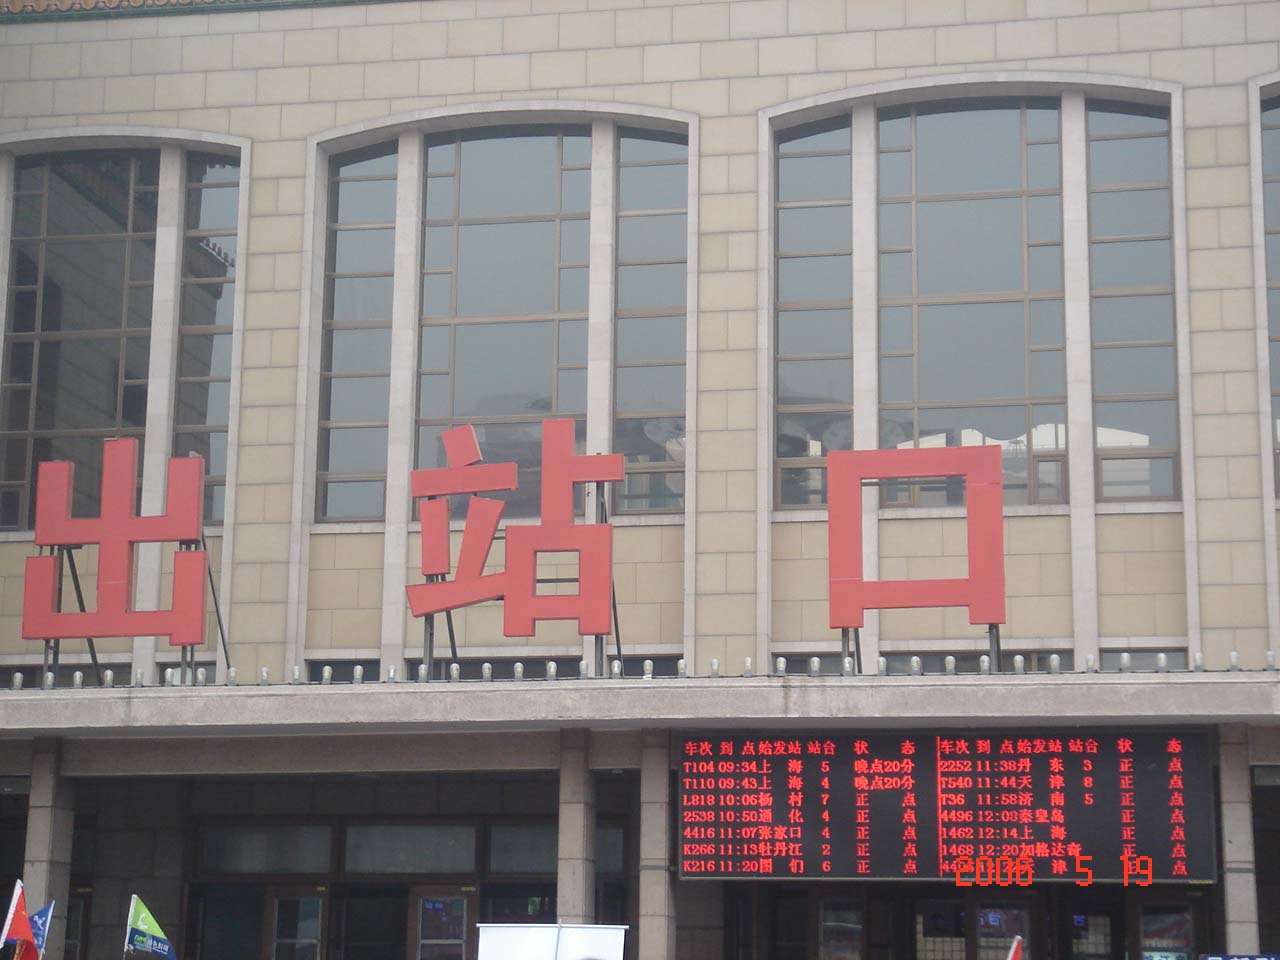 出站口
车次 到 点 始发站 站台 状 态
T104 09:34 上 海 5 晚点20分
T110 09:43 上 海 4 晚点20分
L818 10:06 杨 村 7 正 点
2538 10:50 通 化 4 正 点
4416 11:07 张家口 4 正 点
K266 11:13 牡丹江 2 正 点
K216 11:20 图 们 6 正 点
车次 到 点 始发站 站台 状 态
2252 11:38 丹 东 3 正 点
T540 11:44 天 津 8 正 点
T36 11:58 济 南 5 正 点
4496 12:08 秦皇岛 正 点
1462 12:14 上 海 正 点
1468 12:20 加格达奇 正 点
津 正 点
2006 5 19